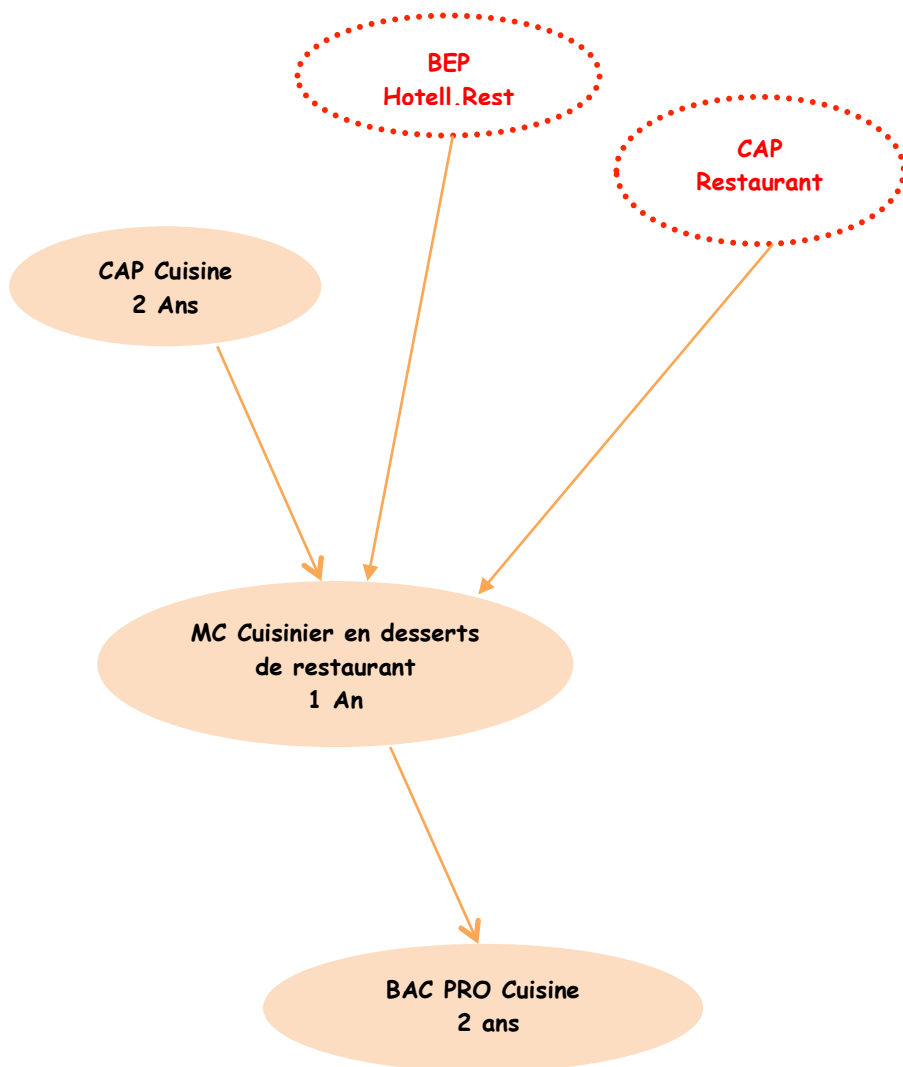 BEP
Hotell.Rest
CAP
Restaurant
CAP Cuisine
2 Ans
MC Cuisinier en desserts
de restaurant
1 An
BAC PRO Cuisine
2 ans